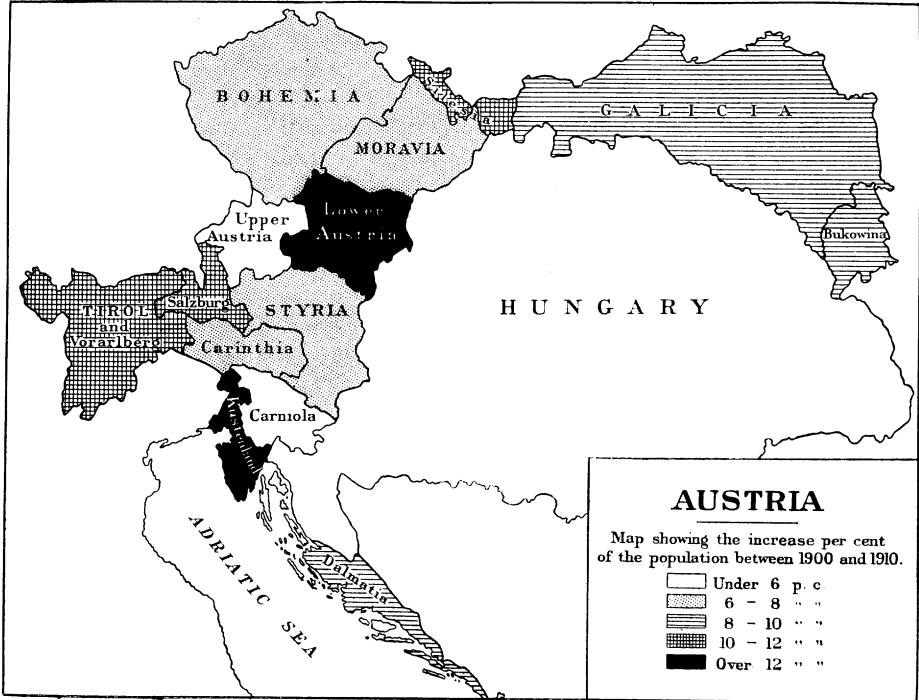 BOHEMIA
Silesia
GALICIA
MORAVIA
Lower
Austria
Upper
Austria
Bukowina
Salzburg
TIROL
and
Vorarlberg
STYRIA
HUNGARY
Carinthia
Carniola
Küstenland
Dalmatia
ADRIATIC
SEA
AUSTRIA
Map showing the increase per cent
of the population between 1900 and 1910.
Under 6 p. c
6 – 8 " "
8 – 10 " "
10 – 12 " "
Over 12 " "